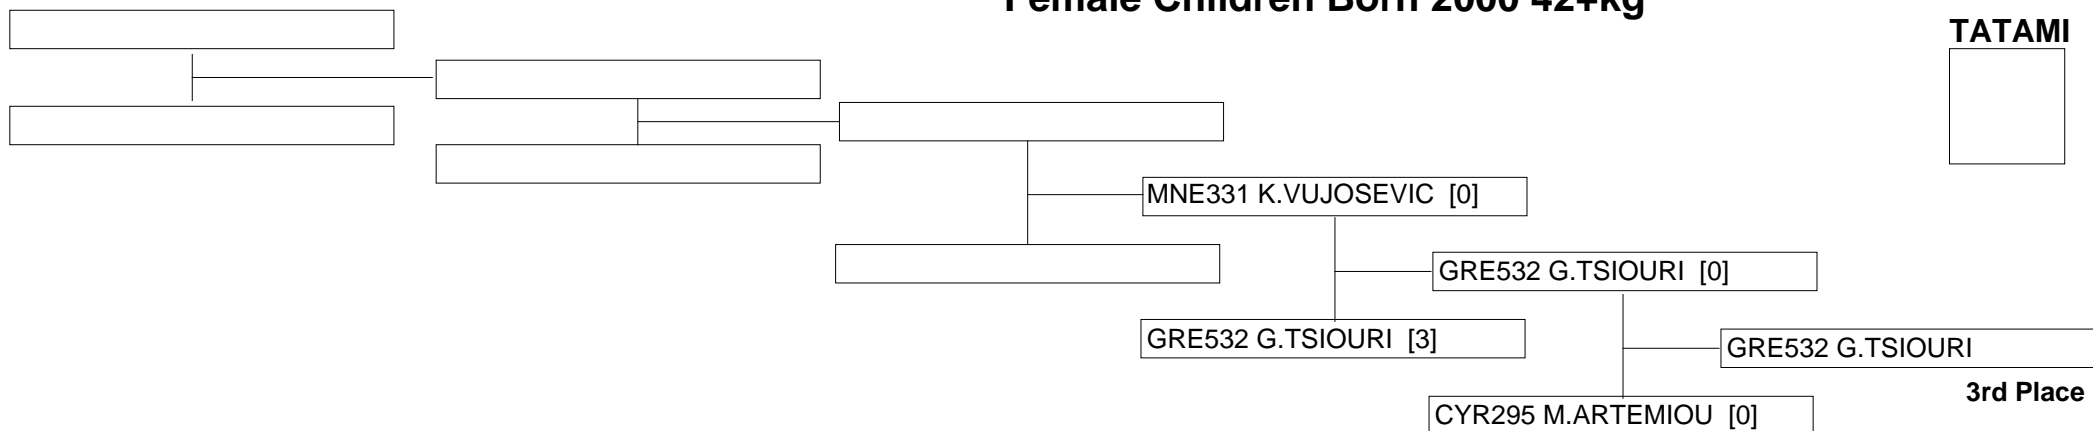 Female Children Born 2000 42+kg
TATAMI
MNE331 K.VUJOSEVIC [0]
GRE532 G.TSIOURI [0]
GRE532 G.TSIOURI [3]
GRE532 G.TSIOURI
3rd Place
CYR295 M.ARTEMIOU [0]